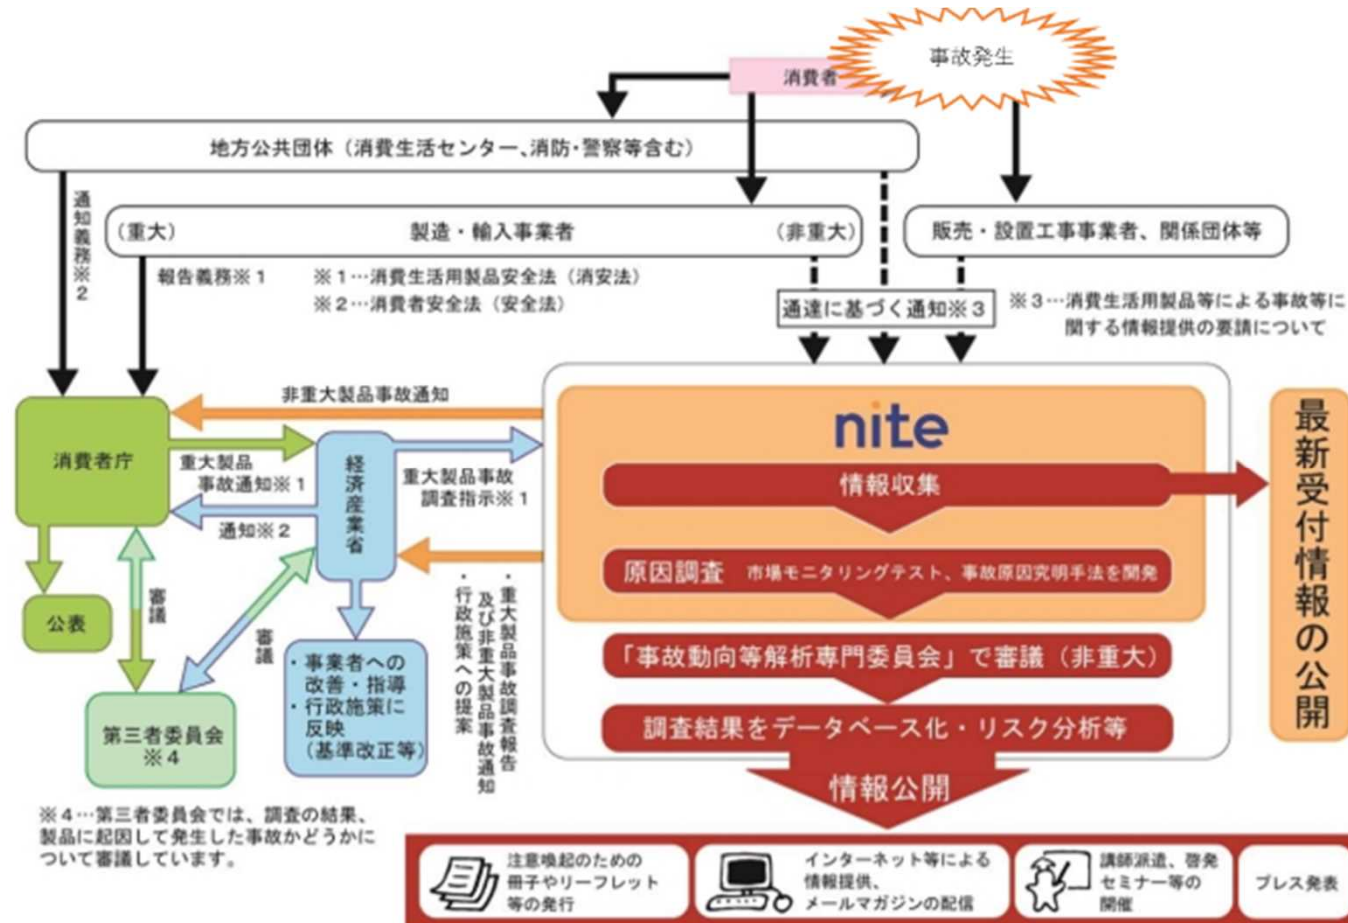 事故発生
消費者
地方公共団体（消費生活センター、消防・警察等含む）
通知義務※2
（重大）
製造・輸入事業者
（非重大）
販売・設置工事事業者、関係団体等
報告義務※1
※1…消費生活用製品安全法（消安法）
※2…消費者安全法（安全法）
通達に基づく通知※3
※3…消費生活用製品等による事故等に
関する情報提供の要請について
非重大製品事故通知
消費者庁
重大製品
事故通知※1
通知※2
経済産業省
重大製品事故
調査指示※1
nite
情報収集
原因調査 市場モニタリングテスト、事故原因究明手法を開発
「事故動向等解析専門委員会」で審議（非重大）
調査結果をデータベース化・リスク分析等
情報公開
最新受付情報の公開
公表
審議
審議
第三者委員会
※4
・事業者への
改善・指導
・行政施策に
反映
（基準改正等）
・重大製品事故調査報告
及び非重大製品事故通知
・行政施策への提案
※4…第三者委員会では、調査の結果、
製品に起因して発生した事故かどうかに
ついて審議しています。
注意喚起のための
冊子やリーフレット
等の発行
インターネット等による
情報提供、
メールマガジンの配信
講師派遣、啓発
セミナー等の
開催
プレス発表